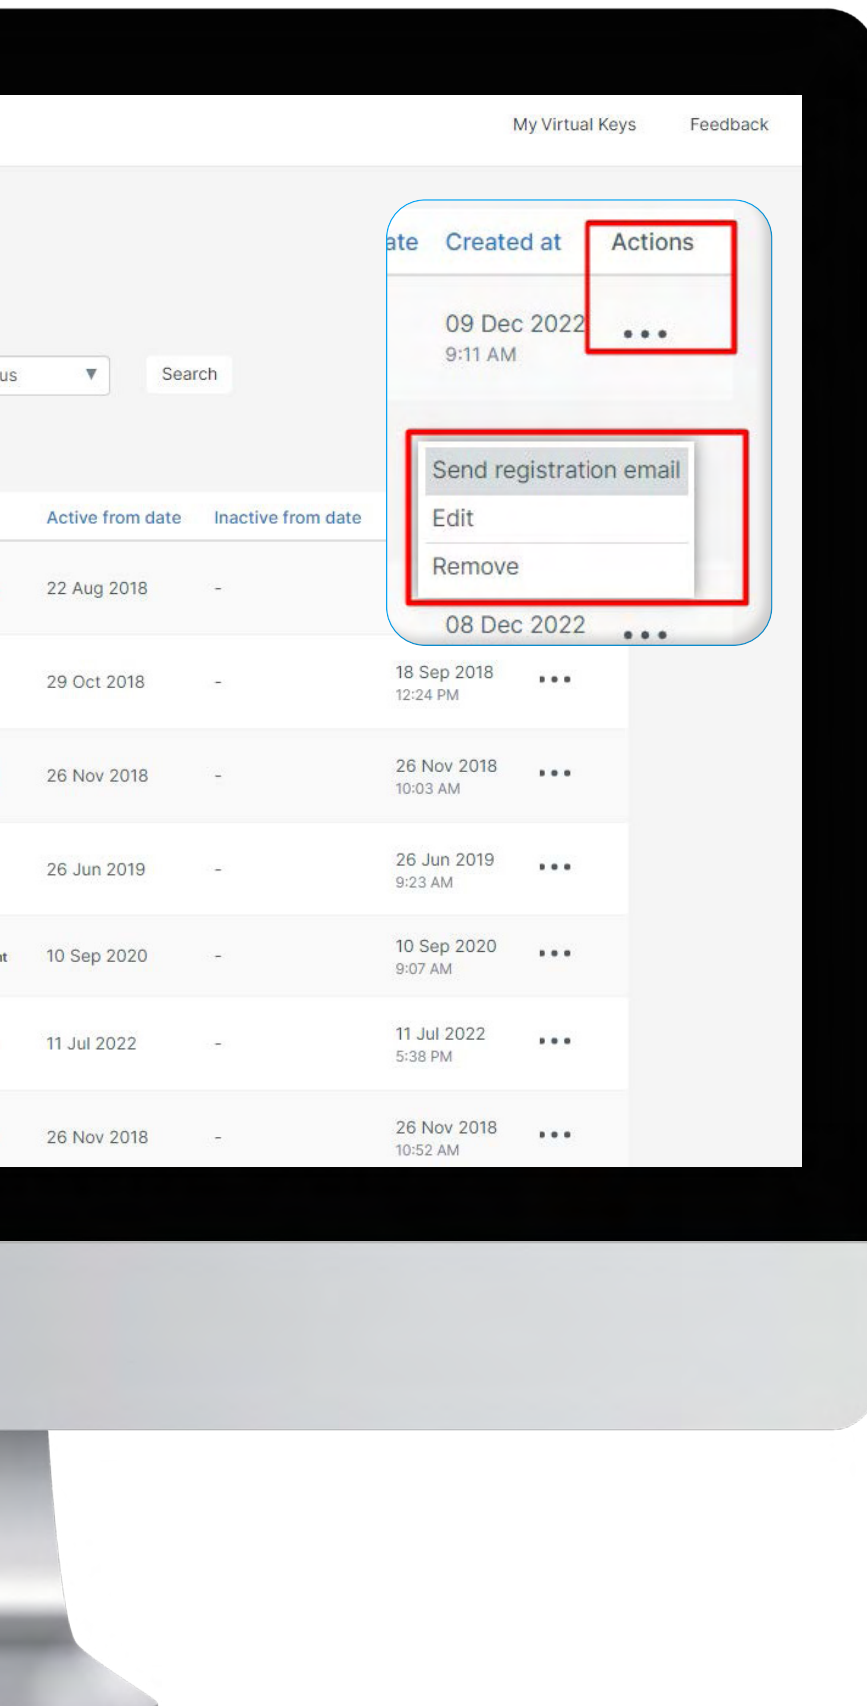 My Virtual Keys Feedback
ate Created at Actions
09 Dec 2022 •••
9:11 AM
us ▼ Search
Send registration email
Edit
Remove
08 Dec 2022 •••
Active from date Inactive from date
22 Aug 2018 -
29 Oct 2018 - 18 Sep 2018 •••
12:24 PM
26 Nov 2018 - 26 Nov 2018 •••
10:03 AM
26 Jun 2019 - 26 Jun 2019 •••
9:23 AM
nt 10 Sep 2020 - 10 Sep 2020 •••
9:07 AM
11 Jul 2022 - 11 Jul 2022 •••
5:38 PM
26 Nov 2018 - 26 Nov 2018 •••
10:52 AM